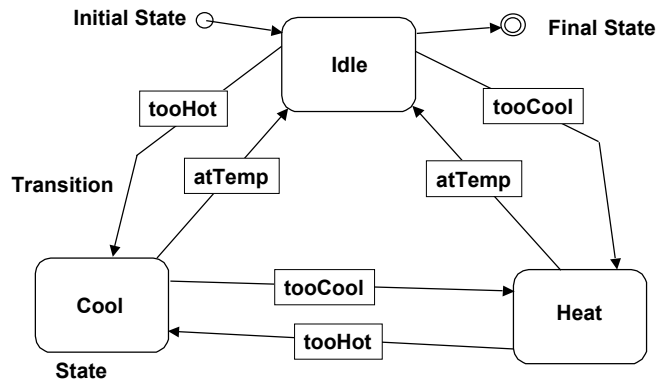 Initial State
Final State
Idle
tooHot
tooCool
Transition
atTemp
atTemp
Cool
tooCool
Heat
tooHot
State